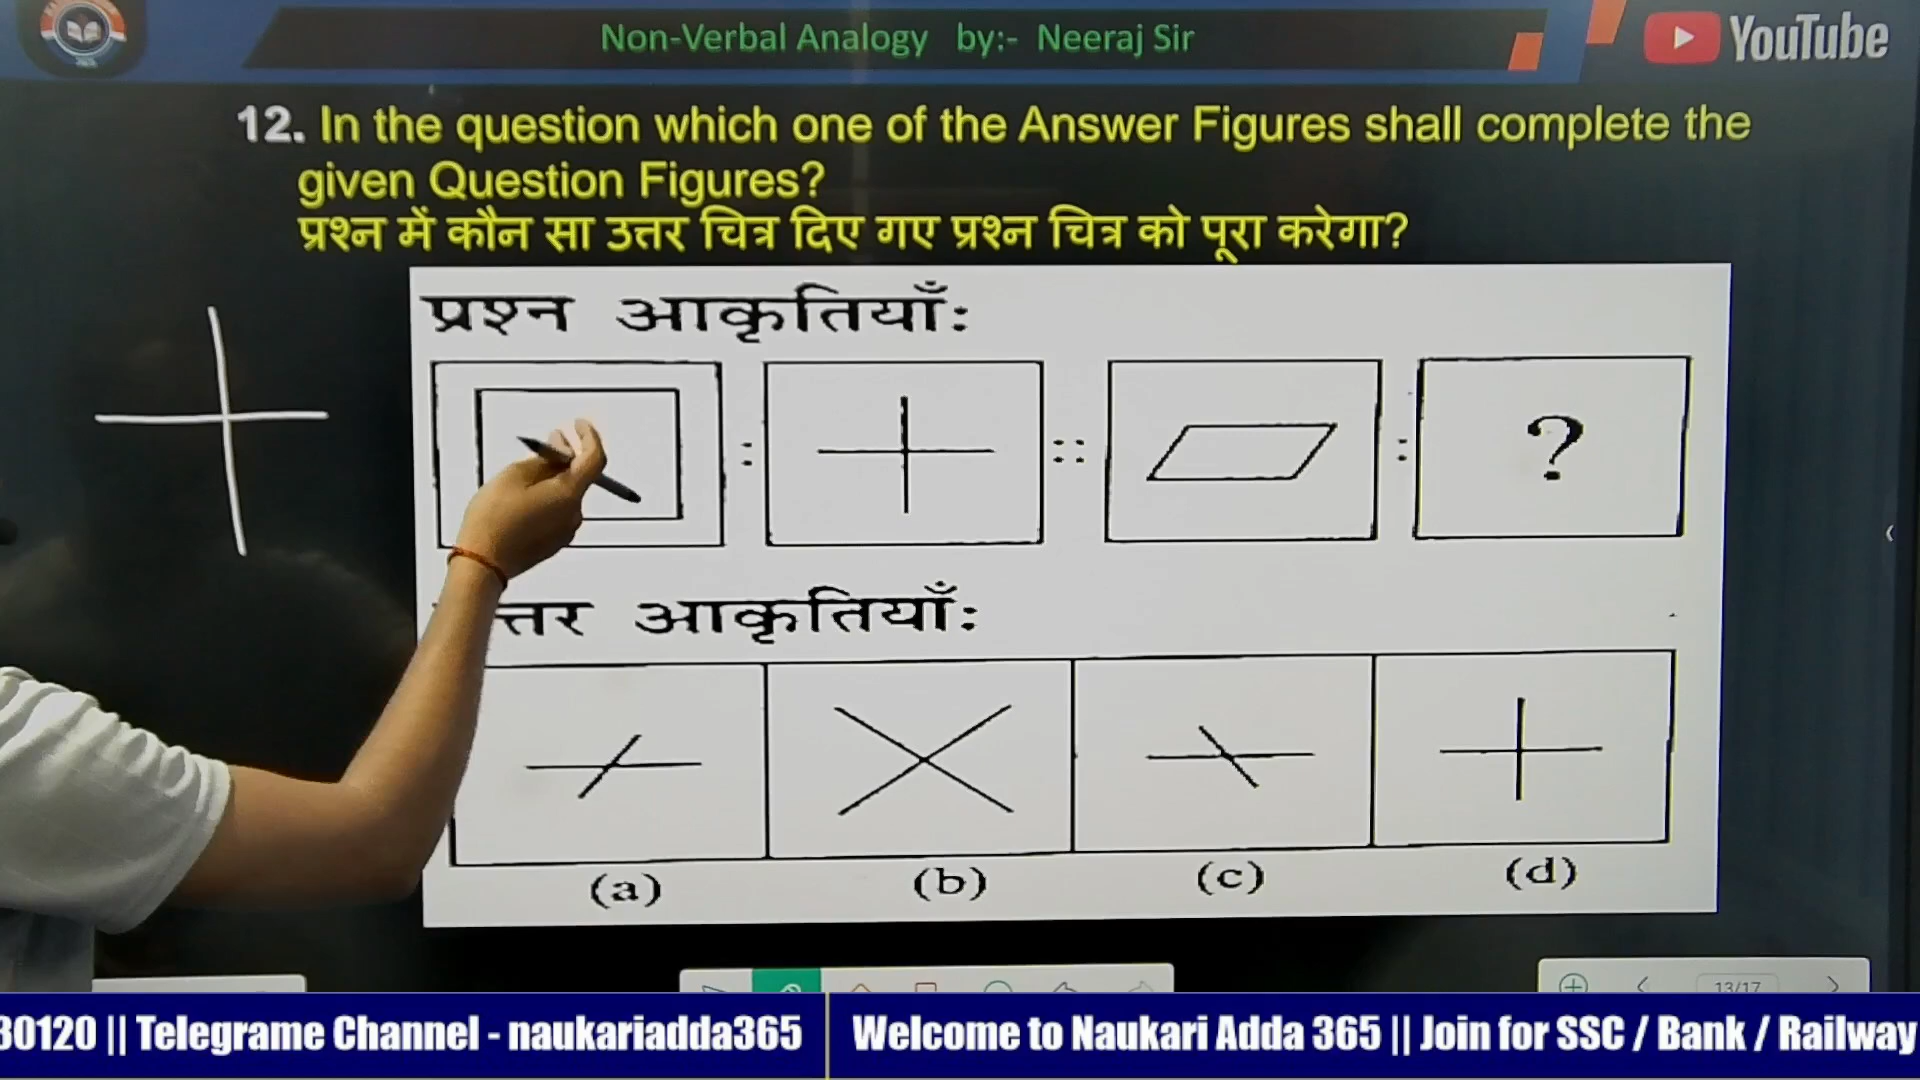 Non-Verbal Analogy by:- Neeraj Sir
YouTube
12. In the question which one of the Answer Figures shall complete the
given Question Figures?
प्रश्न में कौन सा उत्तर चित्र दिए गए प्रश्न चित्र को पूरा करेगा?
प्रश्न आकृतियाँ:
: :: : ?
त्तर आकृतियाँ:
(a) (b) (c) (d)
13/17
30120 || Telegrame Channel - naukariadda365 Welcome to Naukari Adda 365 || Join for SSC / Bank / Railway